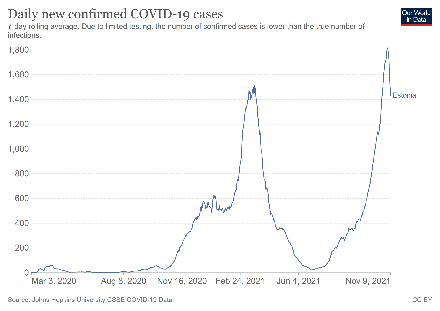 Daily new confirmed COVID-19 cases
7-day rolling average. Due to limited testing, the number of confirmed cases is lower than the true number of
infections.
Our World
in Data
1,800
1,600
1,400
Estonia
1,200
1,000
800
600
400
200
0
Mar 3, 2020 Aug 8, 2020 Nov 16, 2020 Feb 24, 2021 Jun 4, 2021 Nov 9, 2021
Source: Johns Hopkins University CSSE COVID-19 Data
CC BY